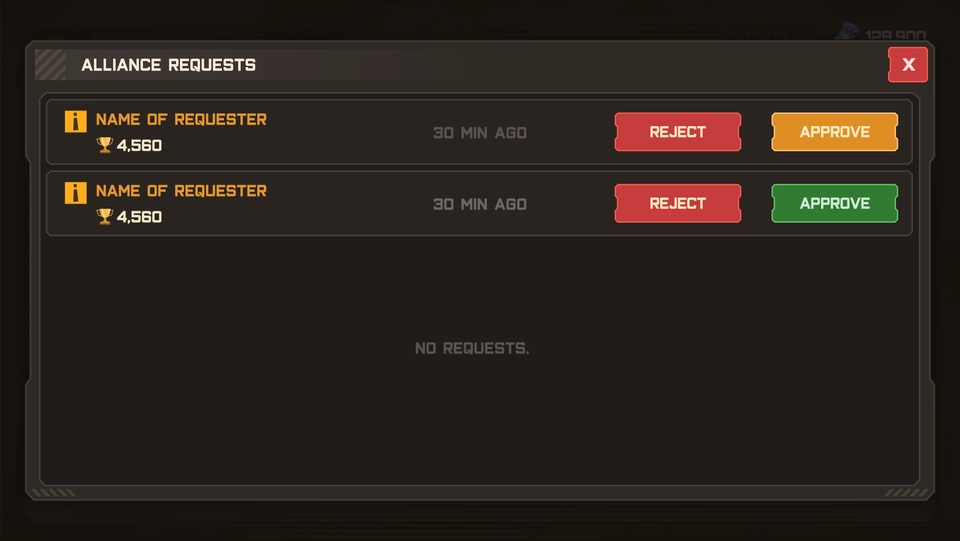 128,900
ALLIANCE REQUESTS
X
NAME OF REQUESTER
4,560
30 MIN AGO
REJECT
APPROVE
NAME OF REQUESTER
4,560
30 MIN AGO
REJECT
APPROVE
NO REQUESTS.